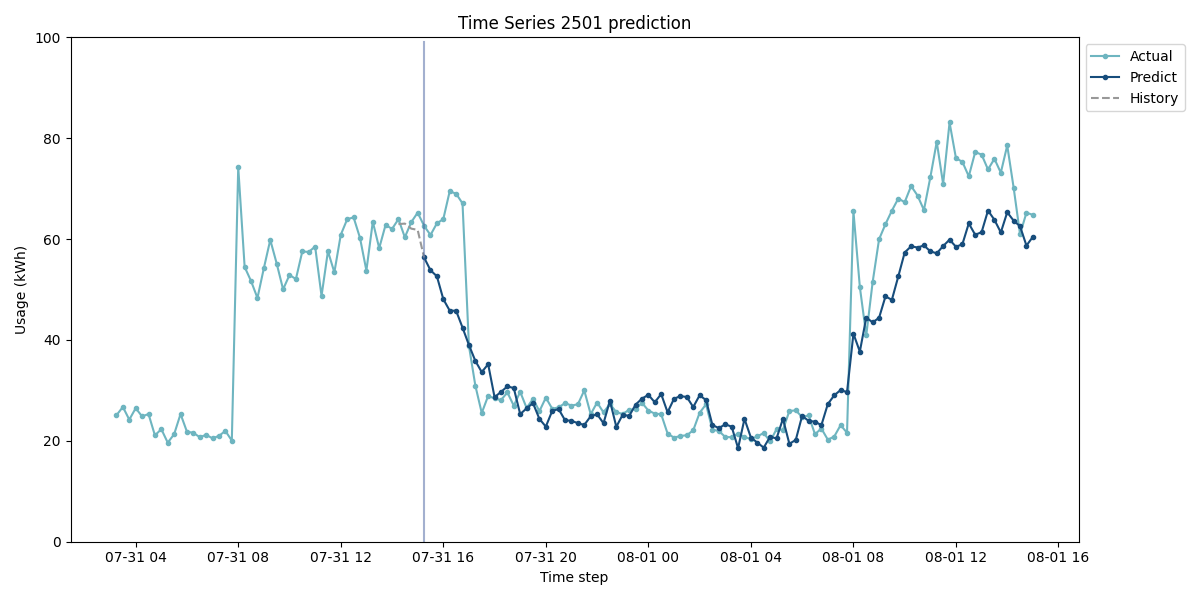 Time Series 2501 prediction
Usage (kWh)
100
80
60
40
20
0
07-31 04
07-31 08
07-31 12
07-31 16
07-31 20
08-01 00
08-01 04
08-01 08
08-01 12
08-01 16
Time step
Actual
Predict
History